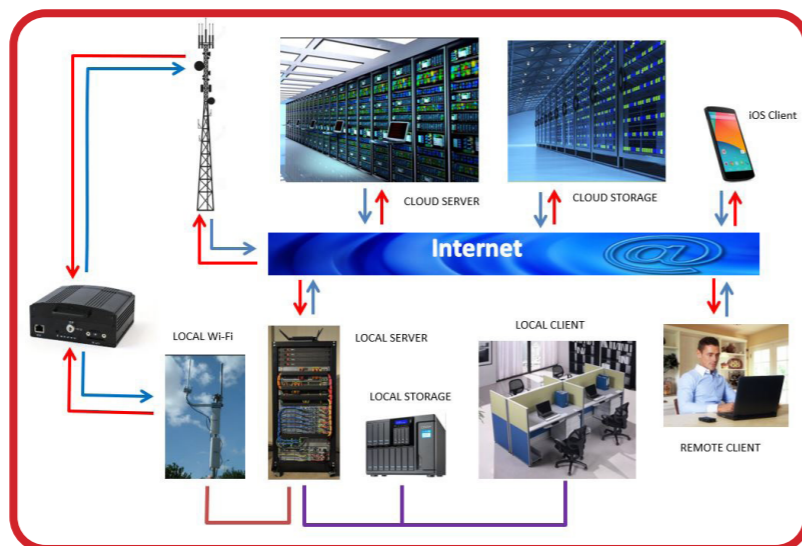 iOS Client
CLOUD SERVER
CLOUD STORAGE
Internet
@
LOCAL Wi-Fi
LOCAL SERVER
LOCAL CLIENT
LOCAL STORAGE
REMOTE CLIENT